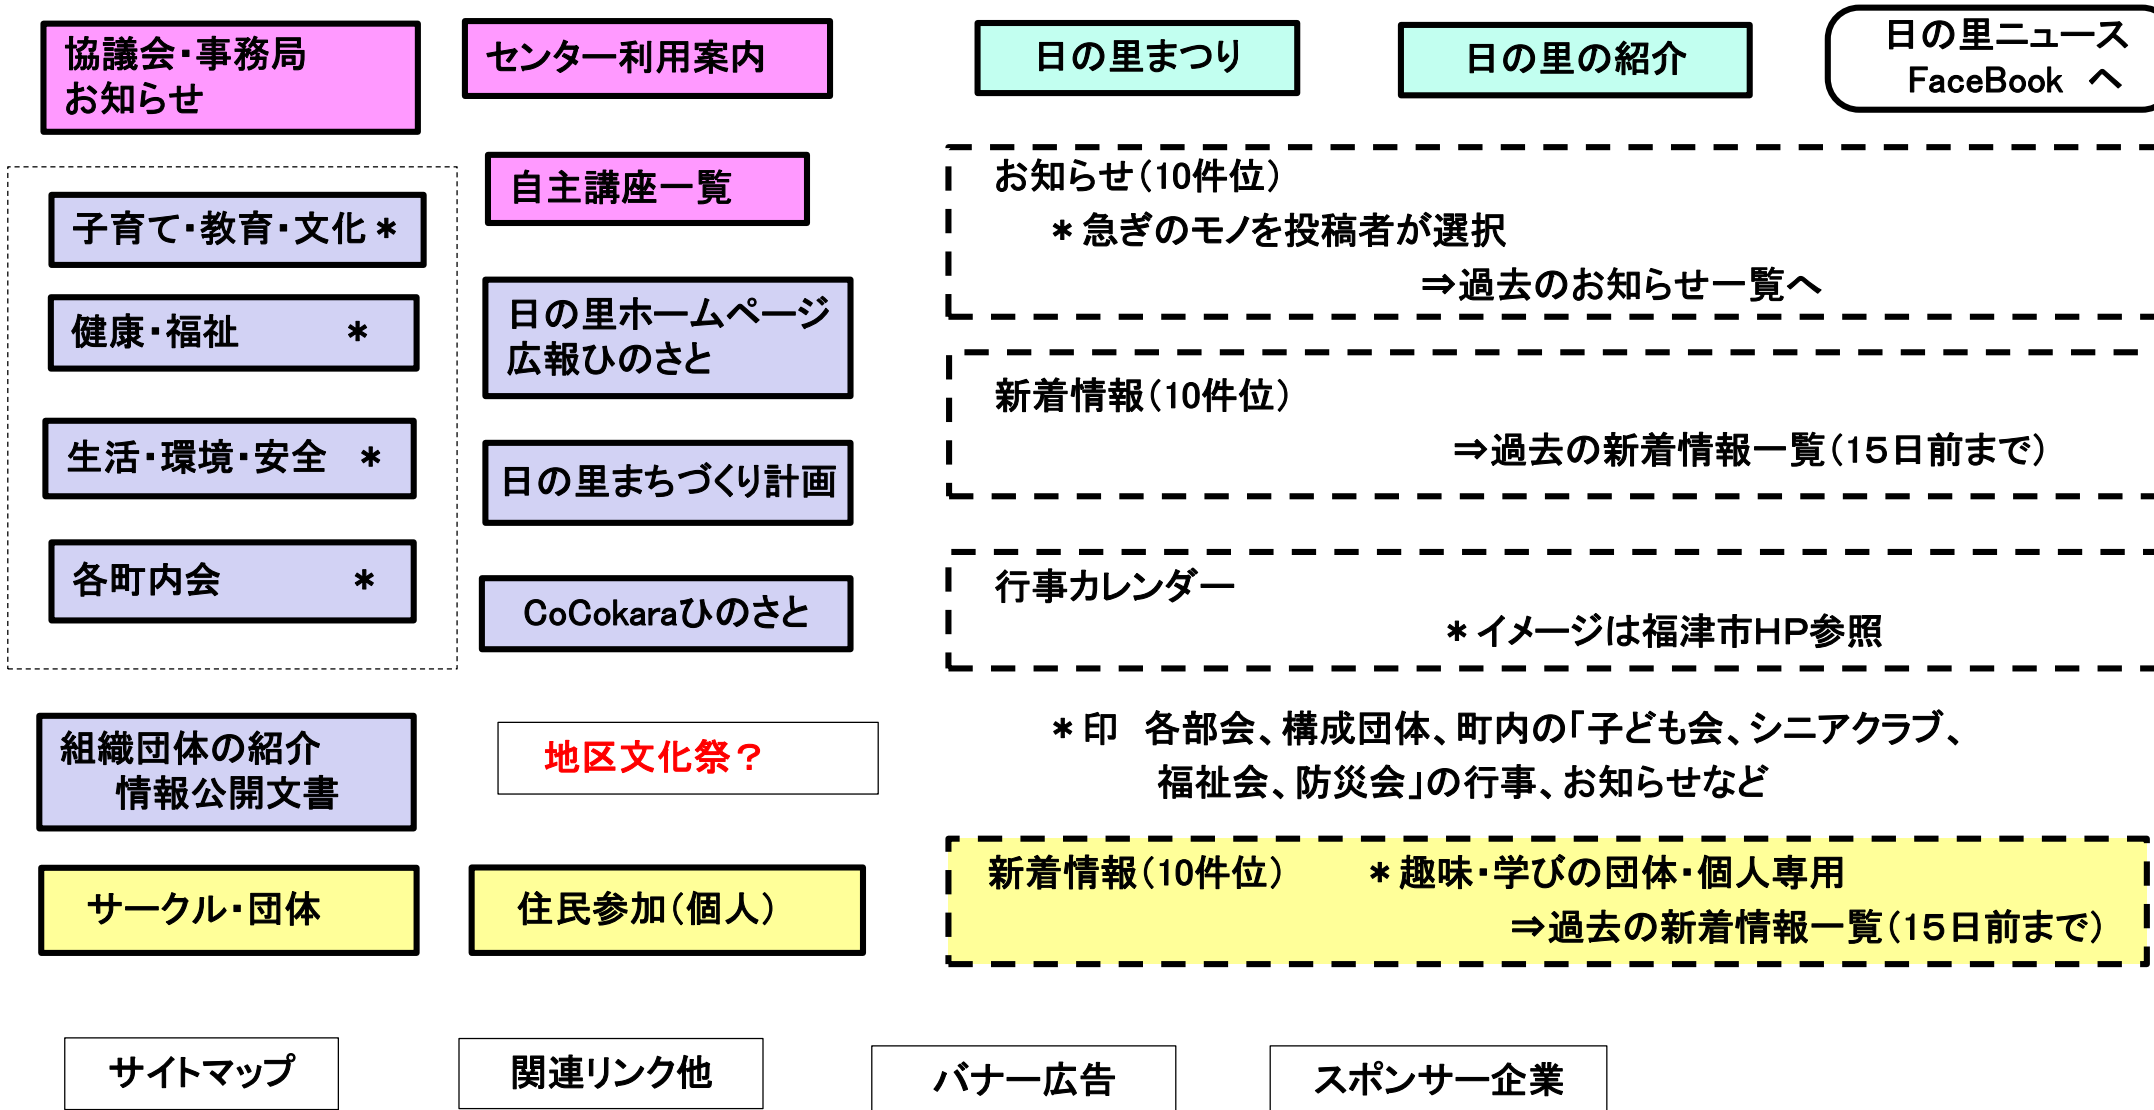 協議会・事務局
お知らせ
センター利用案内
日の里まつり
日の里の紹介
日の里ニュース
FaceBook へ
自主講座一覧
子育て・教育・文化＊
健康・福祉 ＊
生活・環境・安全 ＊
各町内会 ＊
日の里ホームページ
広報ひのさと
日の里まちづくり計画
CoCokaraひのさと
お知らせ（10件位）
＊急ぎのモノを投稿者が選択
⇒過去のお知らせ一覧へ
新着情報（10件位）
⇒過去の新着情報一覧（15日前まで）
行事カレンダー
＊イメージは福津市HP参照
組織団体の紹介
情報公開文書
地区文化祭？
＊印 各部会、構成団体、町内の「子ども会、シニアクラブ、
福祉会、防災会」の行事、お知らせなど
サークル・団体
住民参加（個人）
新着情報（10件位） ＊趣味・学びの団体・個人専用
⇒過去の新着情報一覧（15日前まで）
サイトマップ
関連リンク他
バナー広告
スポンサー企業